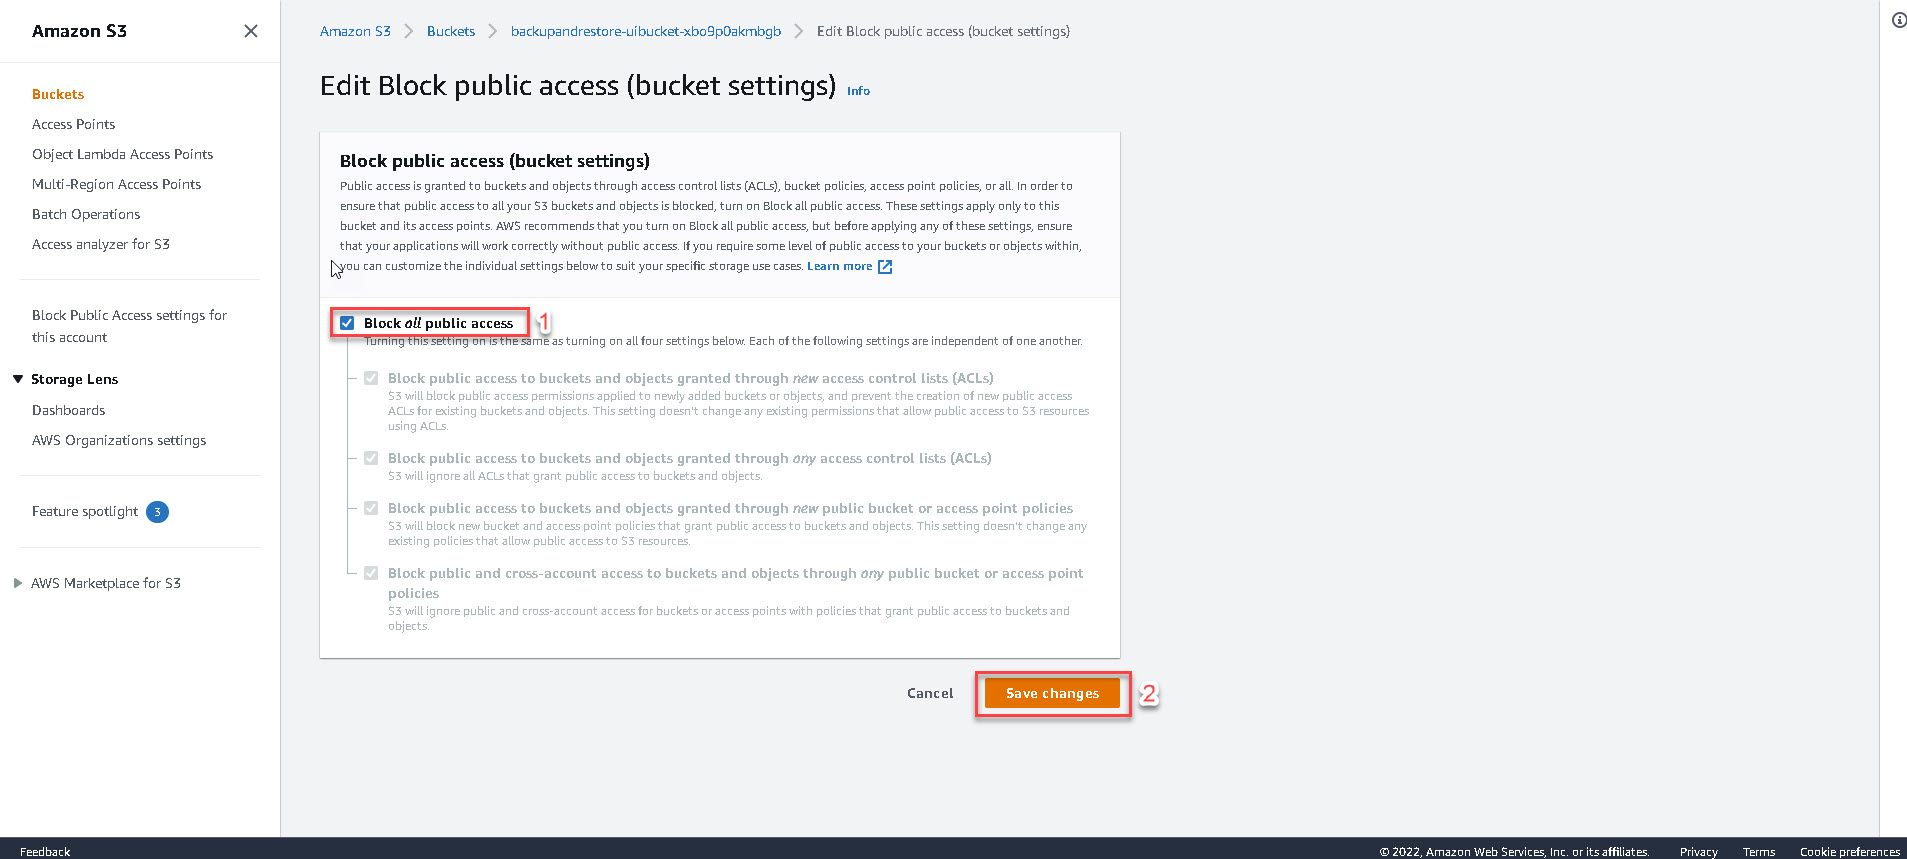 Amazon S3
Buckets
Access Points
Object Lambda Access Points
Multi-Region Access Points
Batch Operations
Access analyzer for S3
Block Public Access settings for
this account
Storage Lens
Dashboards
AWS Organizations settings
Feature spotlight 3
AWS Marketplace for S3
Amazon S3 Buckets backupandrestore-uibucket-xbo9p0akmbgb Edit Block public access (bucket settings)
Edit Block public access (bucket settings) Info
Block public access (bucket settings)
Public access is granted to buckets and objects through access control lists (ACLs), bucket policies, access point policies, or all. In order to
ensure that public access to all your S3 buckets and objects is blocked, turn on Block all public access. These settings apply only to this
bucket and its access points. AWS recommends that you turn on Block all public access, but before applying any of these settings, ensure
that your applications will work correctly without public access. If you require some level of public access to your buckets or objects within,
you can customize the individual settings below to suit your specific storage use cases. Learn more
Block all public access 1
Turning this setting on is the same as turning on all four settings below. Each of the following settings are independent of one another.
Block public access to buckets and objects granted through new access control lists (ACLs)
S3 will block public access permissions applied to newly added buckets or objects, and prevent the creation of new public access
ACLs for existing buckets and objects. This setting doesn't change any existing permissions that allow public access to S3 resources
using ACLs.
Block public access to buckets and objects granted through any access control lists (ACLs)
S3 will ignore all ACLs that grant public access to buckets and objects.
Block public access to buckets and objects granted through new public bucket or access point policies
S3 will block new bucket and access point policies that grant public access to buckets and objects. This setting doesn't change any
existing policies that allow public access to S3 resources.
Block public and cross-account access to buckets and objects through any public bucket or access point
policies
S3 will ignore public and cross-account access for buckets or access points with policies that grant public access to buckets and
objects.
Cancel Save changes 2
Feedback © 2022, Amazon Web Services, Inc. or its affiliates. Privacy Terms Cookie preferences